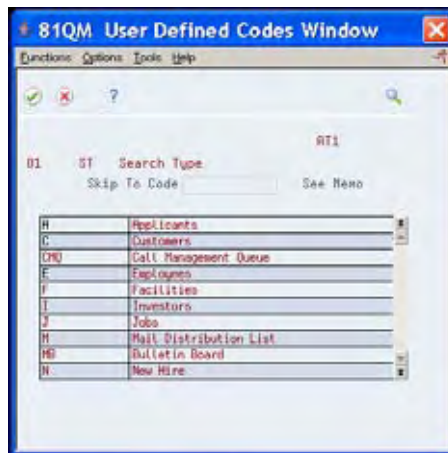 81QM User Defined Codes Window
Functions Options Tools Help
?
AT1
01 ST Search Type
Skip To Code See Memo
A Applicants
C Customers
CMQ Call Management Queue
E Employees
F Facilities
I Investors
J Jobs
M Mail Distribution List
MB Bulletin Board
N New Hire